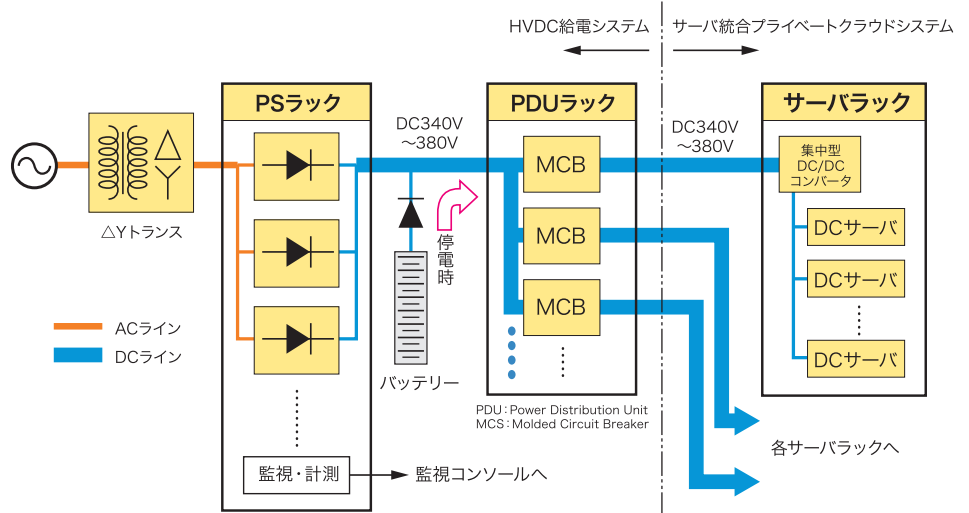 HVDC給電システム
サーバ統合プライベートクラウドシステム
PSラック
PDUラック
サーバラック
DC340V
～380V
DC340V
～380V
MCB
集中型
DC/DC
コンバータ
△Yトランス
停電時
MCB
DCサーバ
DCサーバ
MCB
ACライン
DCライン
DCサーバ
バッテリー
PDU：Power Distribution Unit
MCS：Molded Circuit Breaker
各サーバラックへ
監視・計測
監視コンソールへ